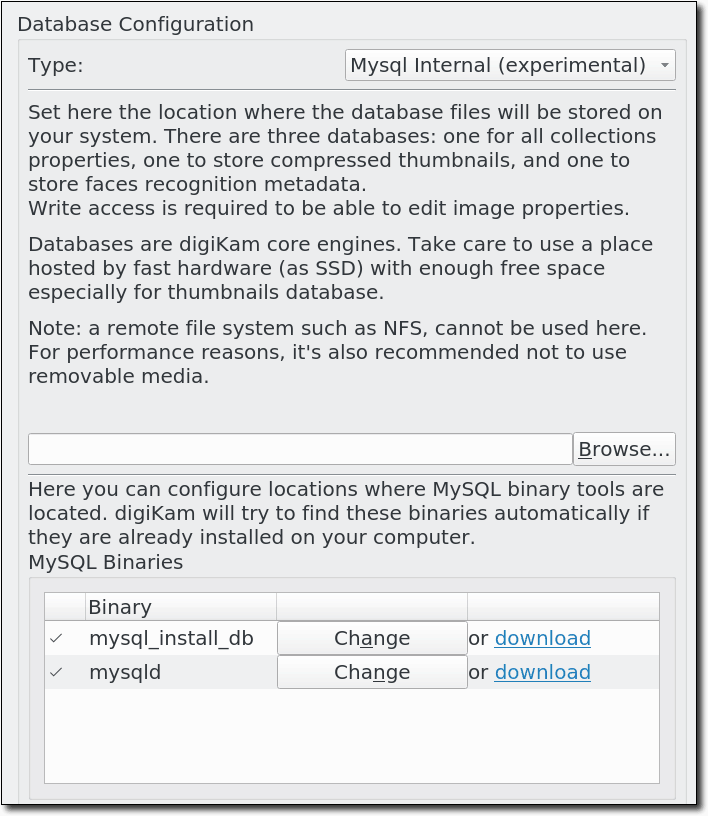 Database Configuration
Type: Mysql Internal (experimental)
Set here the location where the database files will be stored on
your system. There are three databases: one for all collections
properties, one to store compressed thumbnails, and one to
store faces recognition metadata.
Write access is required to be able to edit image properties.
Databases are digiKam core engines. Take care to use a place
hosted by fast hardware (as SSD) with enough free space
especially for thumbnails database.
Note: a remote file system such as NFS, cannot be used here.
For performance reasons, it's also recommended not to use
removable media.
Browse...
Here you can configure locations where MySQL binary tools are
located. digiKam will try to find these binaries automatically if
they are already installed on your computer.
MySQL Binaries
Binary
mysql_install_db Change or download
mysqld Change or download